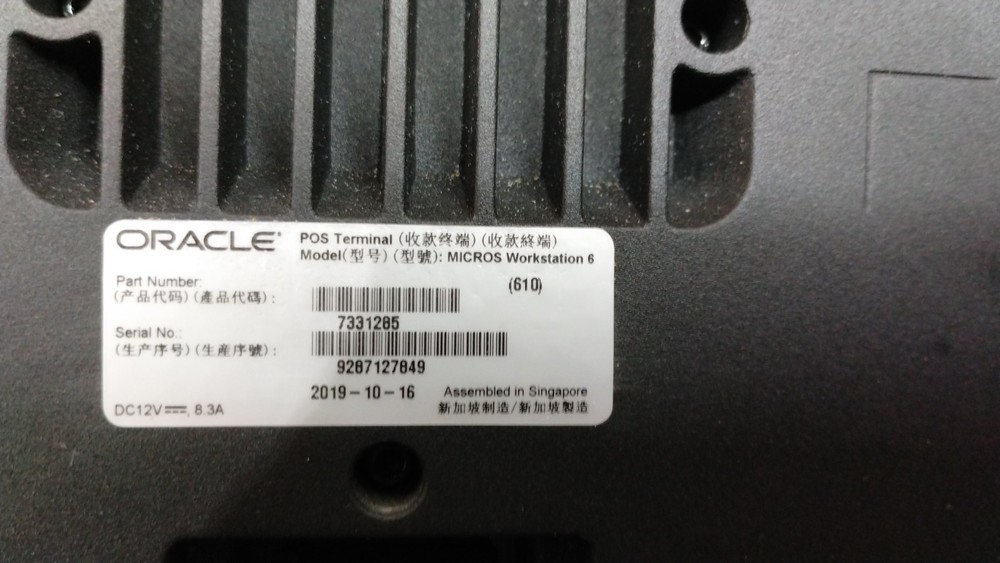 ORACLE
POS Terminal (收款终端) (收款終端)
Model(型号) (型號): MICROS Workstation 6
(610)
Part Number:
(产品代码) (產品代碼) :
7331285
Serial No.:
(生产序号) (生產序號) :
9287127849
2019-10-16
Assembled in Singapore
新加坡制造/新加坡製造
DC12V⎓, 8.3A